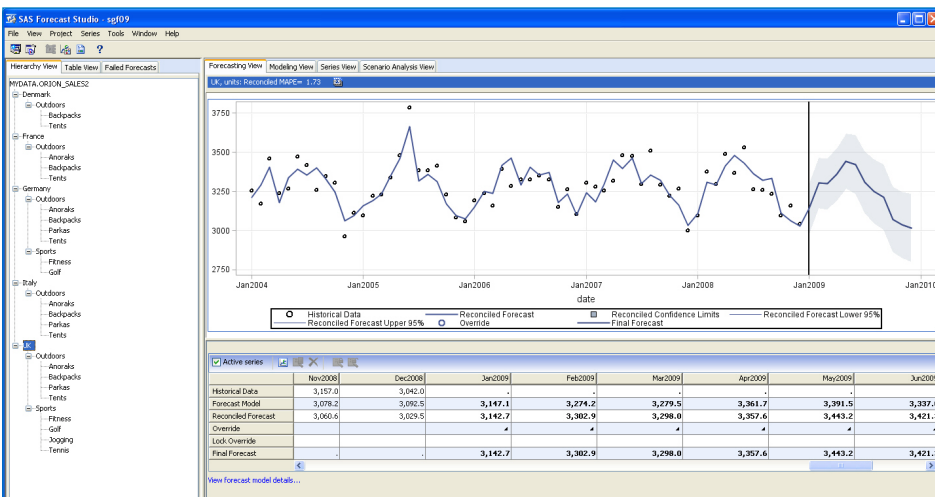 SAS Forecast Studio - sgf09
File View Project Series Tools Window Help
?
Hierarchy View Table View Failed Forecasts
MYDATA.ORION_SALES2
Denmark
Outdoors
Backpacks
Tents
France
Outdoors
Anoraks
Backpacks
Tents
Germany
Outdoors
Anoraks
Backpacks
Parkas
Tents
Sports
Fitness
Golf
Italy
Outdoors
Anoraks
Backpacks
Parkas
Tents
UK
Outdoors
Anoraks
Backpacks
Parkas
Tents
Sports
Fitness
Golf
Jogging
Tennis
Forecasting View Modeling View Series View Scenario Analysis View
UK, units: Reconciled MAPE= 1.73
3750
3500
3250
3000
2750
Jan2004 Jan2005 Jan2006 Jan2007 Jan2008 Jan2009 Jan2010
date
Historical Data Reconciled Forecast Reconciled Confidence Limits Reconciled Forecast Lower 95%
Reconciled Forecast Upper 95% Override Final Forecast
Active series
Nov2008 Dec2008 Jan2009 Feb2009 Mar2009 Apr2009 May2009 Jun2009
Historical Data 3,157.0 3,042.0 . . . . .
Forecast Model 3,078.2 3,092.5 3,147.1 3,274.2 3,279.5 3,361.7 3,391.5 3,337.
Reconciled Forecast 3,060.6 3,029.5 3,142.7 3,302.9 3,298.0 3,357.6 3,443.2 3,421.
Override
Lock Override
Final Forecast . . 3,142.7 3,302.9 3,298.0 3,357.6 3,443.2 3,421.
View forecast model details...